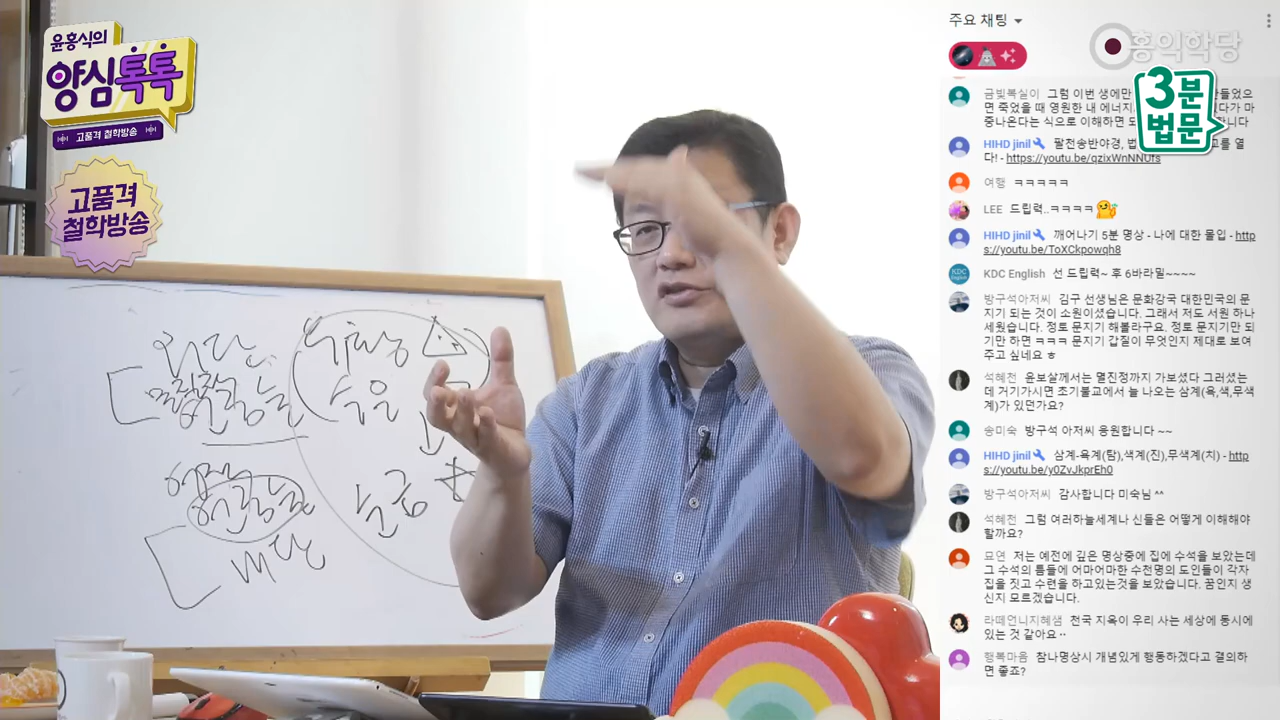 윤홍식의
양심톡톡
고품격 철학방송
고품격
철학방송
외단
내단
수은
주요 채팅
홍익학당
3분
법문
금빛복실이 그럼 이번 생에만
들었으
면 죽었을 때 영원한 내 에너지
다가 마
중나온다는 식으로 이해하면
니다
HIHD jinil 팔전송반야경, 법
고를 열
다! - https://youtu.be/qzixWnNNUfs
여행 ㅋㅋㅋㅋㅋ
LEE 드립력..ㅋㅋㅋㅋ
HIHD jinil 깨어나기 5분 명상 - 나에 대한 몰입 - http
s://youtu.be/ToXCkpowqh8
KDC English 선 드립력~ 후 6바라밀~~~~
방구석아저씨 김구 선생님은 문화강국 대한민국의 문
지기 되는 것이 소원이셨습니다. 그래서 저도 서원 하나
세웠습니다. 정토 문지기 해볼라구요. 정토 문지기만 되
기만 하면 ㅋㅋㅋ 문지기 갑질이 무엇인지 제대로 보여
주고 싶네요 ㅎ
석혜천 윤보살께서는 멸진정까지 가보셨다 그러셨는
데 거기가시면 초기불교에서 늘 나오는 삼계(욕,색,무색
계)가 있던가요?
송미숙 방구석 아저씨 응원합니다 ~~
HIHD jinil 삼계-욕계(탐),색계(진),무색계(치) - http
s://youtu.be/y0ZvJkprEh0
방구석아저씨 감사합니다 미숙님 ^^
석혜천 그럼 여러하늘세계나 신들은 어떻게 이해해야
할까요?
묘연 저는 예전에 깊은 명상중에 집에 수석을 보았는데
그 수석의 틈들에 어마어마한 수천명의 도인들이 각자
집을 짓고 수련을 하고있는것을 보았습니다. 꿈인지 생
신지 모르겠습니다.
라떼언니지혜샘 천국 지옥이 우리 사는 세상에 동시에
있는 것 같아요..
행복마음 참나명상시 개념있게 행동하겠다고 결의하
면 좋죠?